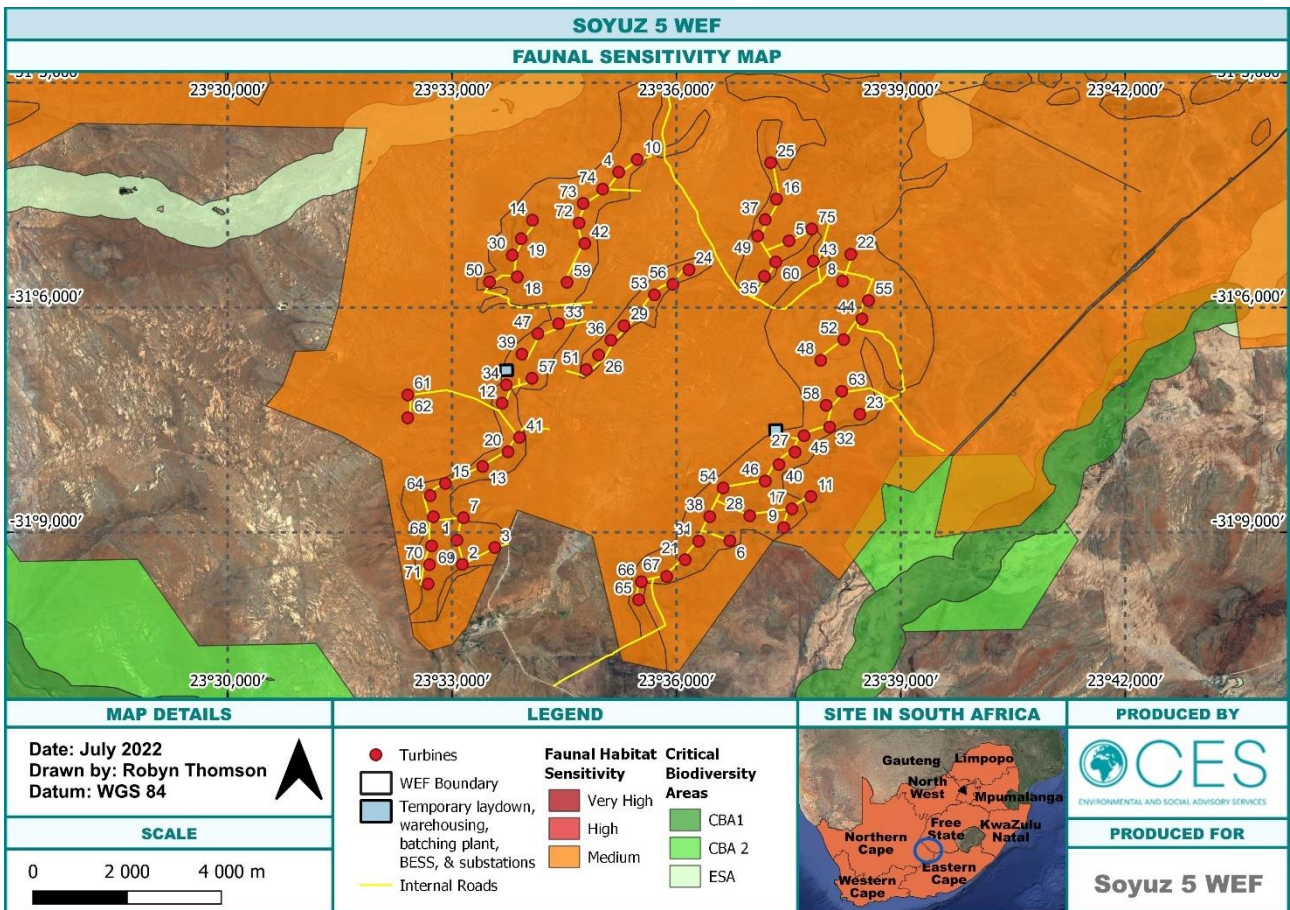 SOYUZ 5 WEF
FAUNAL SENSITIVITY MAP
23°30,000' 23°33,000' 23°36,000' 23°39,000' 23°42,000'
10
4
25
74
73
16
14
72
37
75
30
19
42
49
5
22
50
18
59
53
56
24
35
60
43
8
-31°6,000' -31°6,000'
55
47
33
29
44
39
36
52
34
57
51
26
48
61
12
62
58
63
23
41
20
27
32
45
15
13
54
46
40
64
7
38
28
17
11
-31°9,000' -31°9,000'
68
1
3
31
9
70
69
2
21
6
71
66
67
65
23°30,000' 23°33,000' 23°36,000' 23°39,000' 23°42,000'
MAP DETAILS
Date: July 2022
Drawn by: Robyn Thomson
Datum: WGS 84
SCALE
0 2 000 4 000 m
LEGEND
Turbines
WEF Boundary
Temporary laydown,
warehousing,
batching plant,
BESS, & substations
Internal Roads
Faunal Habitat
Sensitivity
Very High
High
Medium
Critical
Biodiversity
Areas
CBA1
CBA 2
ESA
SITE IN SOUTH AFRICA
Gauteng
Limpopo
North
West
Mpumalanga
Free
State
KwaZulu
Natal
Northern
Cape
Eastern
Cape
Western
Cape
PRODUCED BY
CES
ENVIRONMENTAL AND SOCIAL ADVISORY SERVICES
PRODUCED FOR
Soyuz 5 WEF